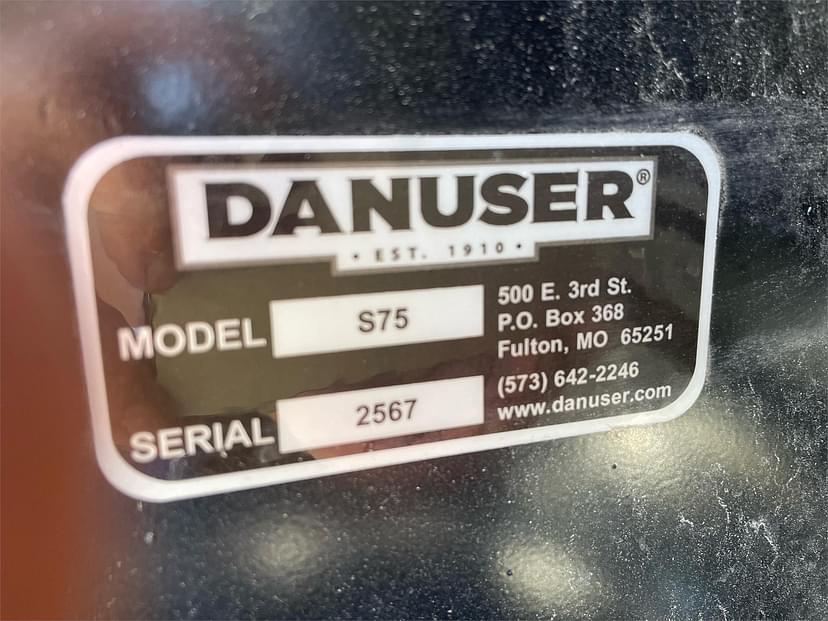 DANUSER®
• EST. 1910 •
MODEL S75
SERIAL 2567
500 E. 3rd St.
P.O. Box 368
Fulton, MO 65251
(573) 642-2246
www.danuser.com